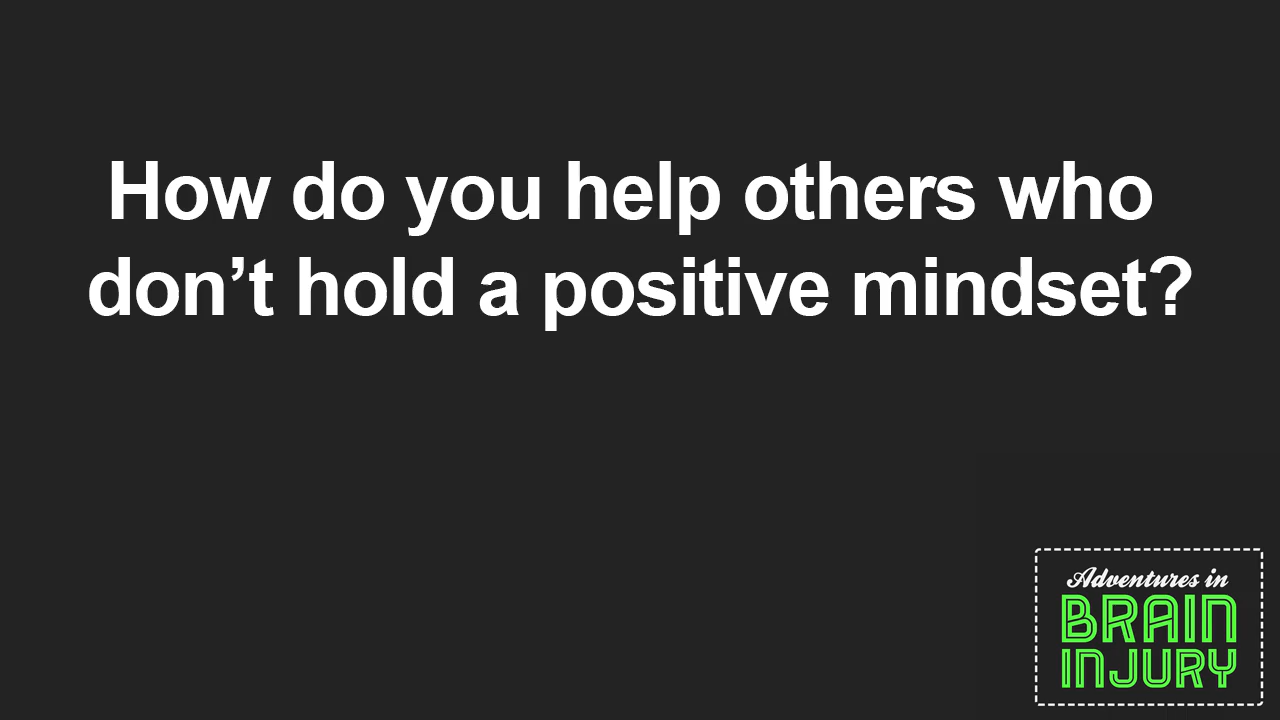 How do you help others who
don’t hold a positive mindset?
Adventures in
BRAIN
INJURY